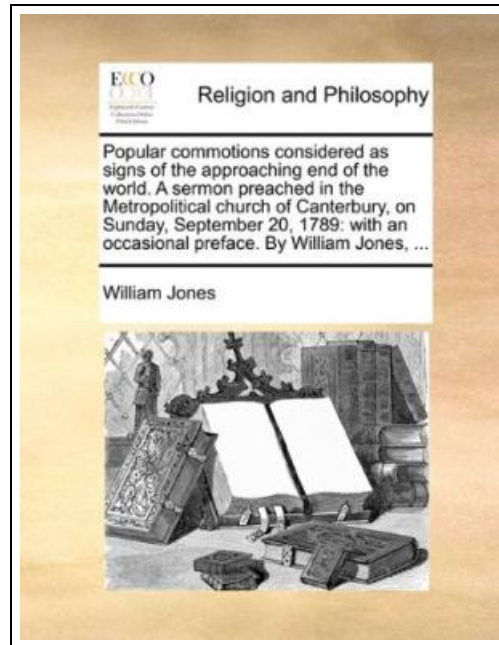 ECCO
Religion and Philosophy
Popular commotions considered as
signs of the approaching end of the
world. A sermon preached in the
Metropolitical church of Canterbury, on
Sunday, September 20, 1789: with an
occasional preface. By William Jones, ...
William Jones